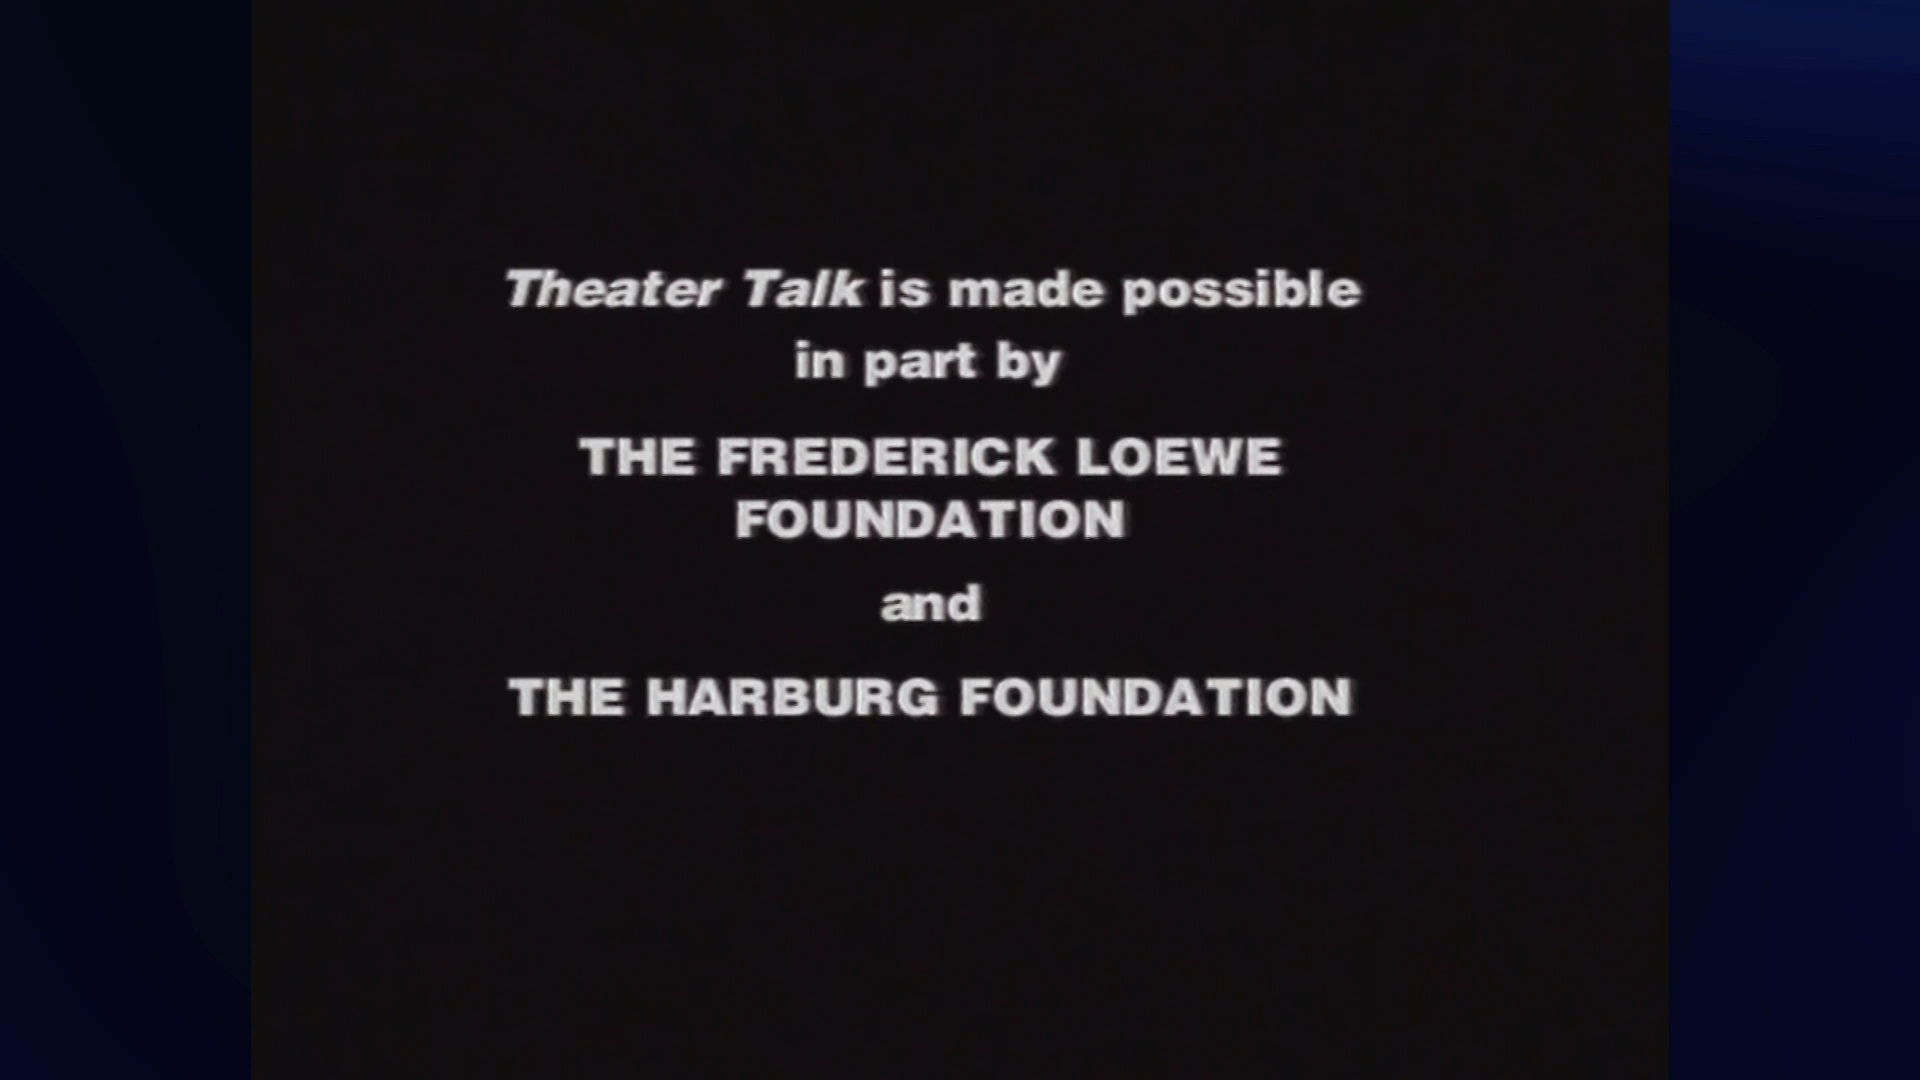 Theater Talk is made possible
in part by
THE FREDERICK LOEWE
FOUNDATION
and
THE HARBURG FOUNDATION